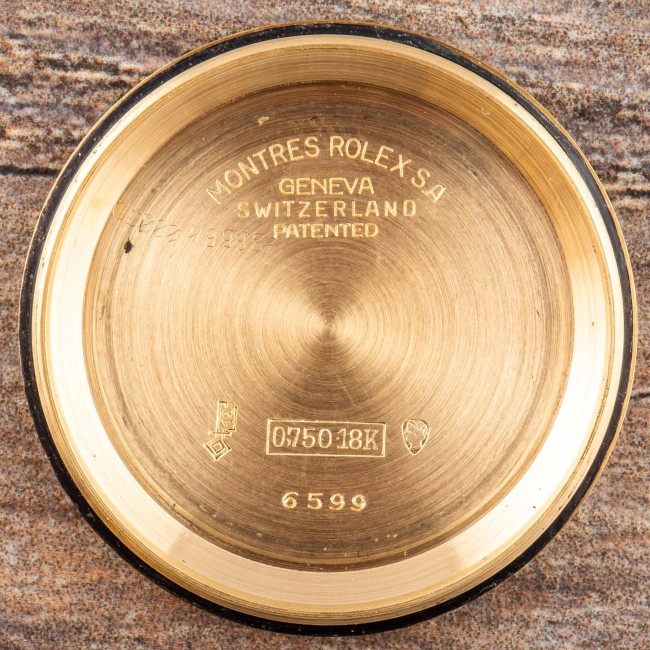 MONTRES ROLEX S.A
GENEVA
SWITZERLAND
PATENTED
0.750 18K
6599